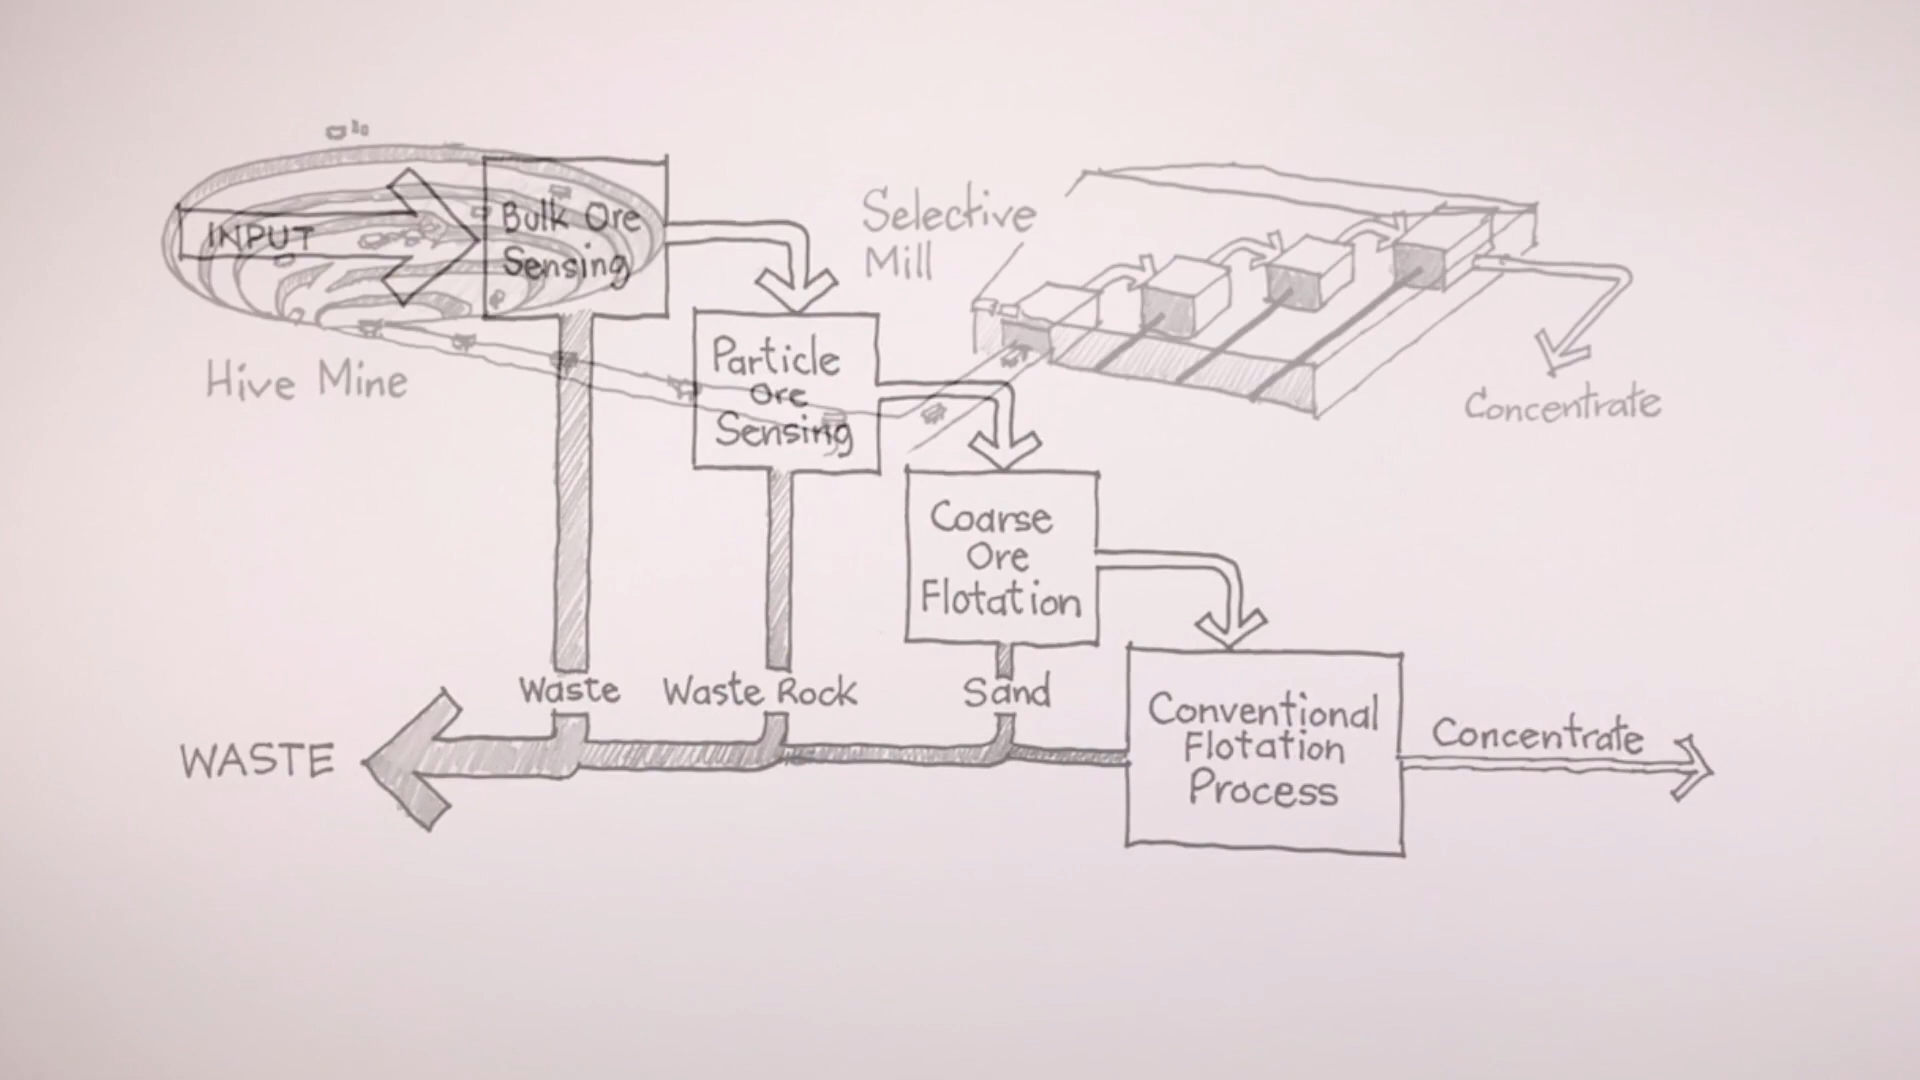 INPUT
Bulk Ore
Sensing
Selective
Mill
Hive Mine
Particle
Ore
Sensing
Concentrate
Coarse
Ore
Flotation
Waste
Waste Rock
Sand
WASTE
Conventional
Flotation
Process
Concentrate